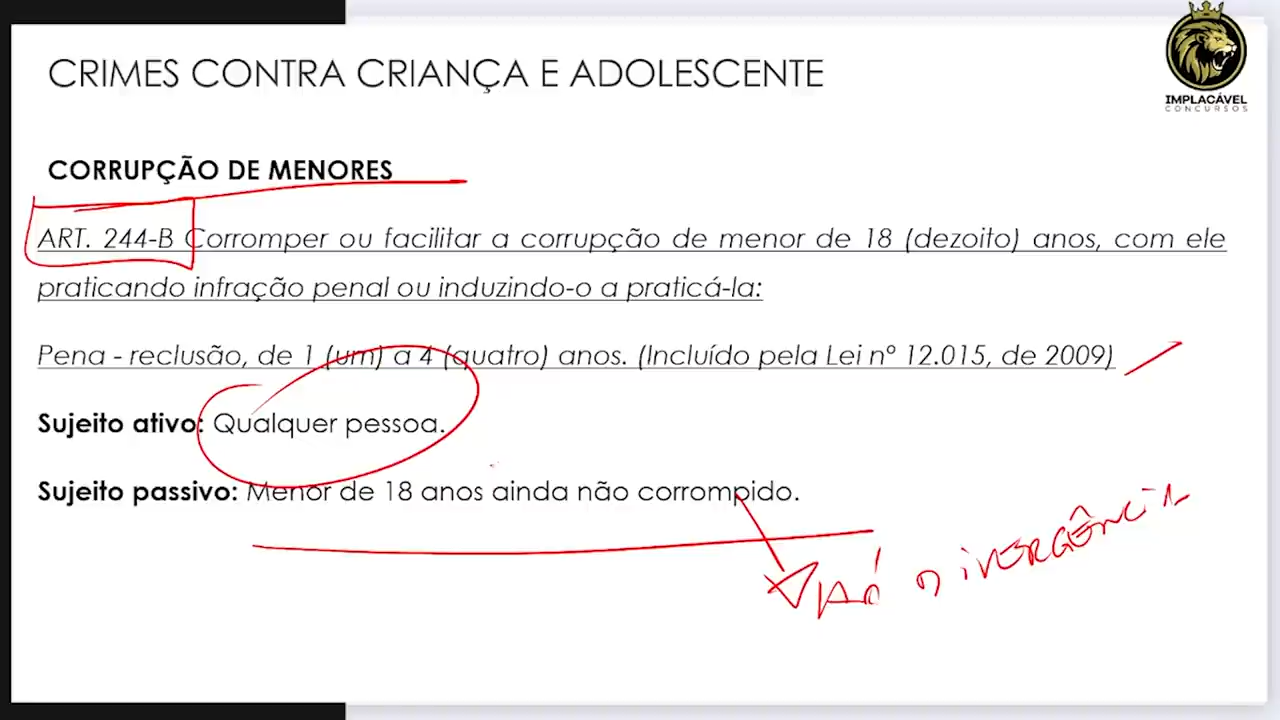 IMPLACÁVEL
CONCURSOS
CRIMES CONTRA CRIANÇA E ADOLESCENTE
CORRUPÇÃO DE MENORES
ART. 244-B Corromper ou facilitar a corrupção de menor de 18 (dezoito) anos, com ele
praticando infração penal ou induzindo-o a praticá-la:
Pena - reclusão, de 1 (um) a 4 (quatro) anos. (Incluído pela Lei nº 12.015, de 2009)
Sujeito ativo: Qualquer pessoa.
Sujeito passivo: Menor de 18 anos ainda não corrompido.
DIVERGÊNCIA